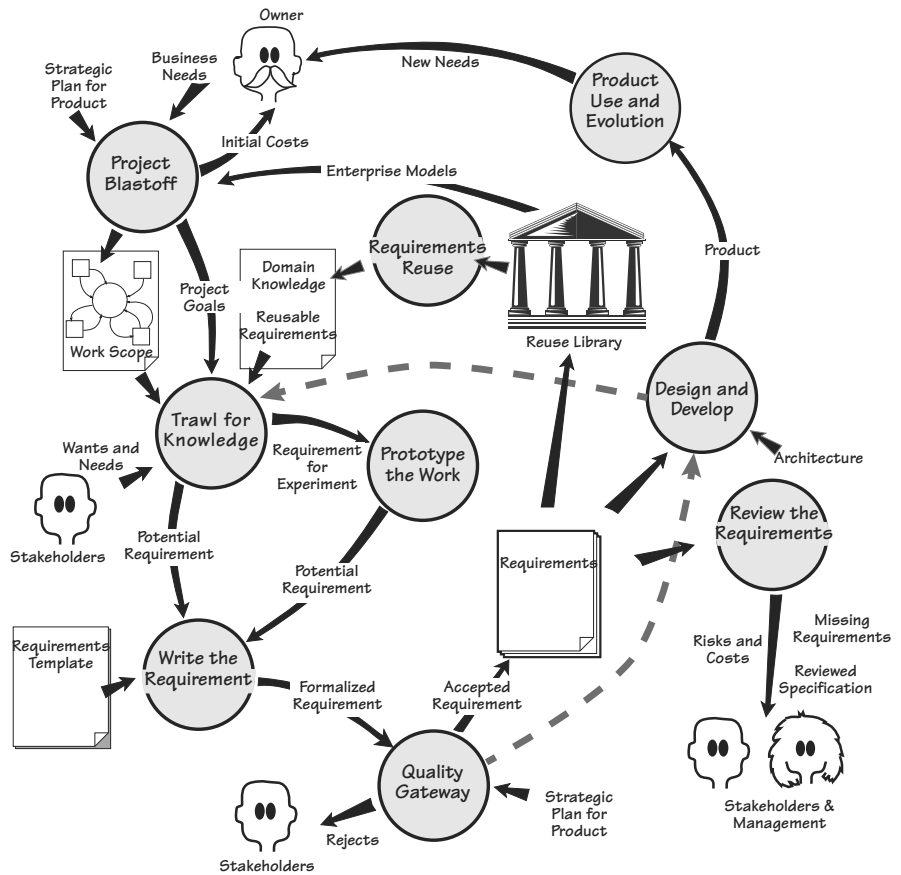 Owner
Strategic
Plan for
Product
Business
Needs
New Needs
Product
Use and
Evolution
Initial Costs
Project
Blastoff
Enterprise Models
Requirements
Reuse
Domain
Knowledge
Reusable
Requirements
Project
Goals
Product
Work Scope
Reuse Library
Design and
Develop
Trawl for
Knowledge
Wants and
Needs
Requirement
for
Experiment
Prototype
the Work
Architecture
Stakeholders
Review the
Requirements
Potential
Requirement
Potential
Requirement
Requirements
Requirements
Template
Write the
Requirement
Missing
Requirements
Risks and
Costs
Reviewed
Specification
Formalized
Requirement
Accepted
Requirement
Quality
Gateway
Strategic
Plan for
Product
Stakeholders &
Management
Rejects
Stakeholders